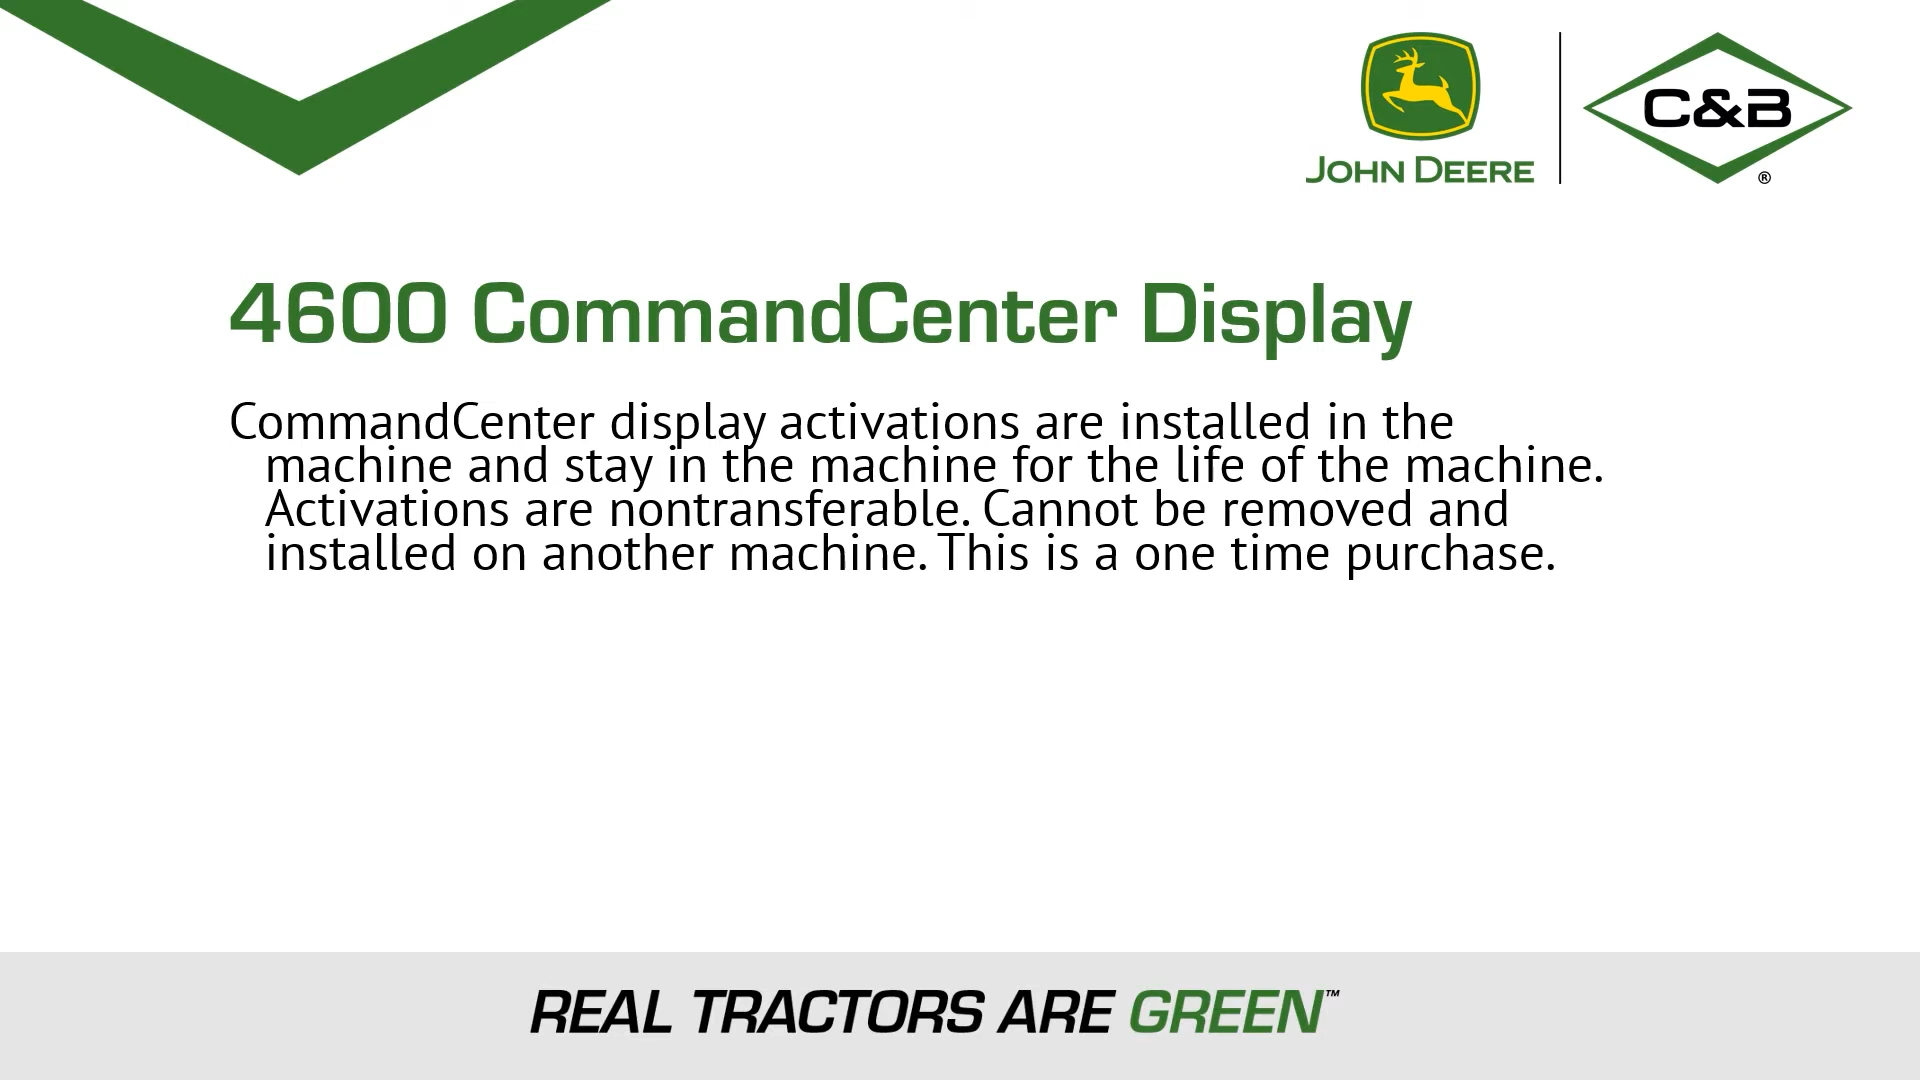 JOHN DEERE
C&B
®
4600 CommandCenter Display
CommandCenter display activations are installed in the
machine and stay in the machine for the life of the machine.
Activations are nontransferable. Cannot be removed and
installed on another machine. This is a one time purchase.
REAL TRACTORS ARE GREEN™